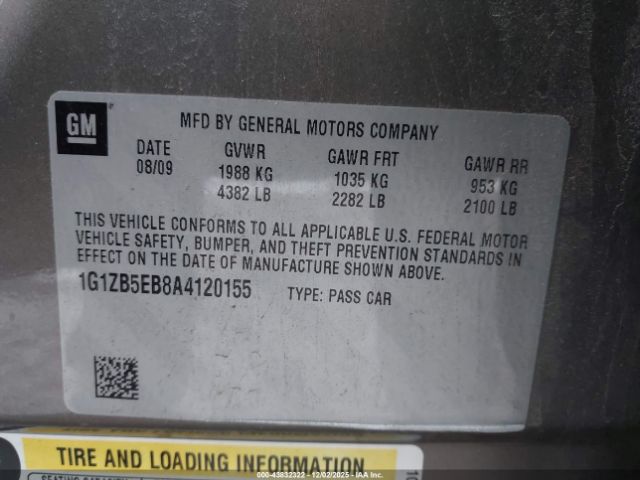 GM
MFD BY GENERAL MOTORS COMPANY
DATE GVWR GAWR FRT GAWR RR
08/09 1988 KG 1035 KG 953 KG
4382 LB 2282 LB 2100 LB
THIS VEHICLE CONFORMS TO ALL APPLICABLE U.S. FEDERAL MOTOR
VEHICLE SAFETY, BUMPER, AND THEFT PREVENTION STANDARDS IN
EFFECT ON THE DATE OF MANUFACTURE SHOWN ABOVE.
1G1ZB5EB8A4120155 TYPE: PASS CAR
TIRE AND LOADING INFORMATION
000-43832322 - 12/02/2025 - IAA Inc.